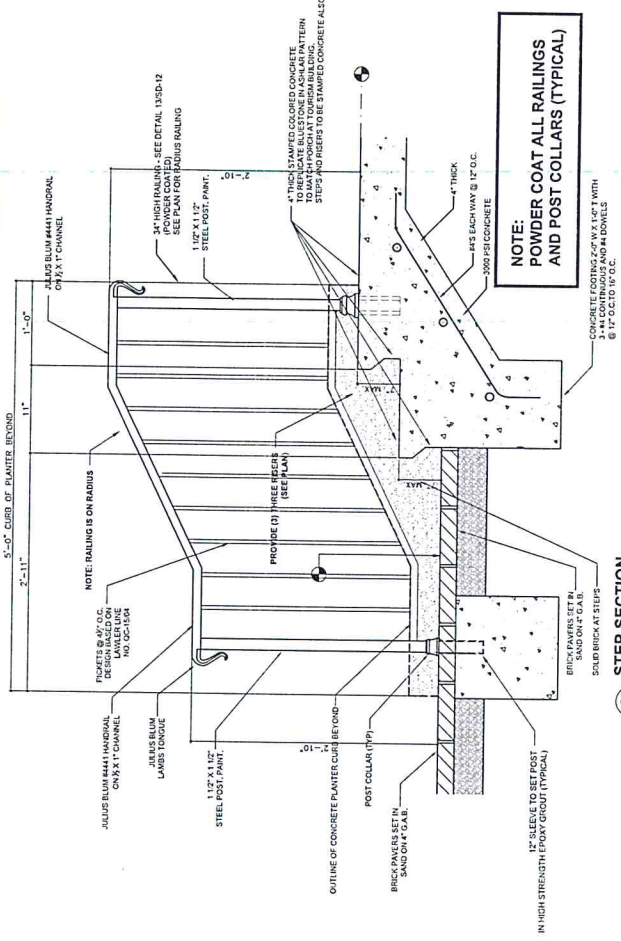 5'-0" CURB OF PLANTER BEYOND
2'-11"
11"
1'-0"
JULIUS BLUM #4441 HANDRAIL
ON ½ X 1" CHANNEL
NOTE: RAILING IS ON RADIUS
PICKETS @ 4½" O.C.
DESIGN BASED ON
LAWLER LINE
NO. QC-15/04
JULIUS BLUM #4441 HANDRAIL
ON ½ X 1" CHANNEL
JULIUS BLUM
LAMBS TONGUE
1 1/2" X 1 1/2"
STEEL POST, PAINT.
2'-10"
OUTLINE OF CONCRETE PLANTER CURB BEYOND
POST COLLAR (TYP)
BRICK PAVERS SET IN
SAND ON 4" G.A.B.
12" SLEEVE TO SET POST
IN HIGH STRENGTH EPOXY GROUT (TYPICAL)
34" HIGH RAILING - SEE DETAIL 13/SD-12
(POWDER COATED)
SEE PLAN FOR RADIUS RAILING
1 1/2" X 1 1/2"
STEEL POST, PAINT.
2'-10"
4" THICK STAMPED COLORED CONCRETE
TO REPLICATE BLUESTONE IN ASHLAR PATTERN
TO MATCH PORCH AT TOURISM BUILDING.
STEPS AND RISERS TO BE STAMPED CONCRETE ALSO
PROVIDE (3) THREE RISERS
(SEE PLAN)
MAX
MAX
4" THICK
#4'S EACH WAY @ 12" O.C.
3000 PSI CONCRETE
NOTE:
POWDER COAT ALL RAILINGS
AND POST COLLARS (TYPICAL)
CONCRETE FOOTING 2'-0" W X 1'-0" T WITH
3 - #4 CONTINUOUS AND #4 DOWELS
@ 12" O.C. TO 16" O.C.
BRICK PAVERS SET IN
SAND ON 4" G.A.B.
SOLID BRICK AT STEPS
STEP SECTION